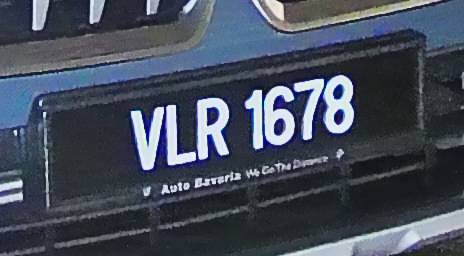 VLR 1678
Auto Bavaria We Go The Distance